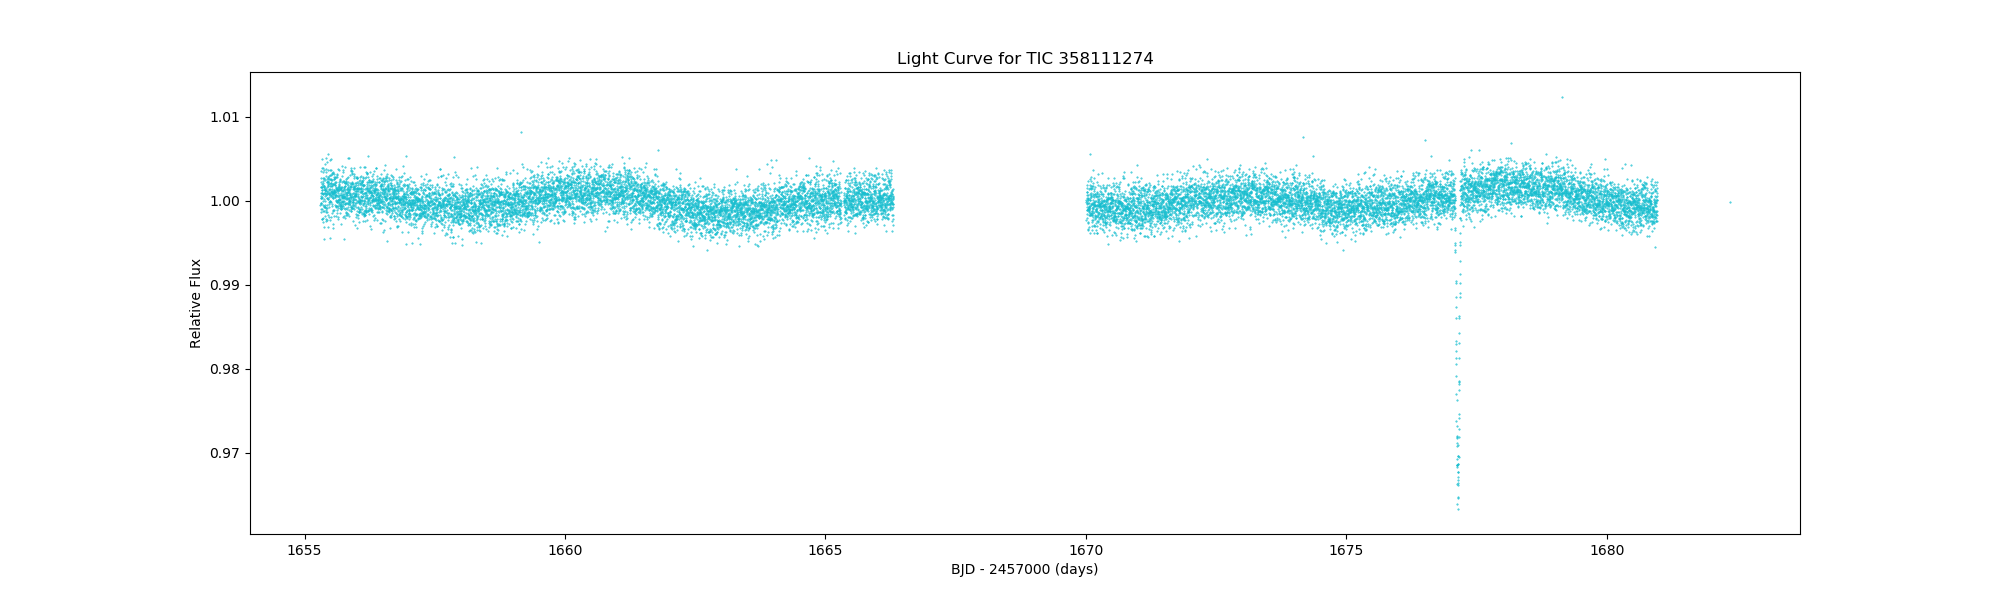 Light Curve for TIC 358111274
1.01
1.00
0.99
0.98
0.97
Relative Flux
1655 1660 1665 1670 1675 1680
BJD - 2457000 (days)